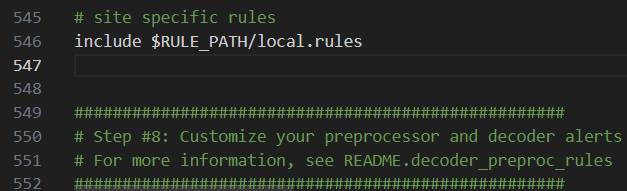 545 # site specific rules
546 include $RULE_PATH/local.rules
547
548
549 ###################################################
550 # Step #8: Customize your preprocessor and decoder alerts
551 # For more information, see README.decoder_preproc_rules
552 ###################################################